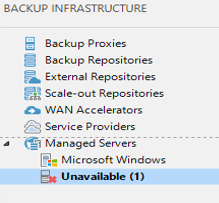 BACKUP INFRASTRUCTURE
Backup Proxies
Backup Repositories
External Repositories
Scale-out Repositories
WAN Accelerators
Service Providers
Managed Servers
Microsoft Windows
Unavailable (1)